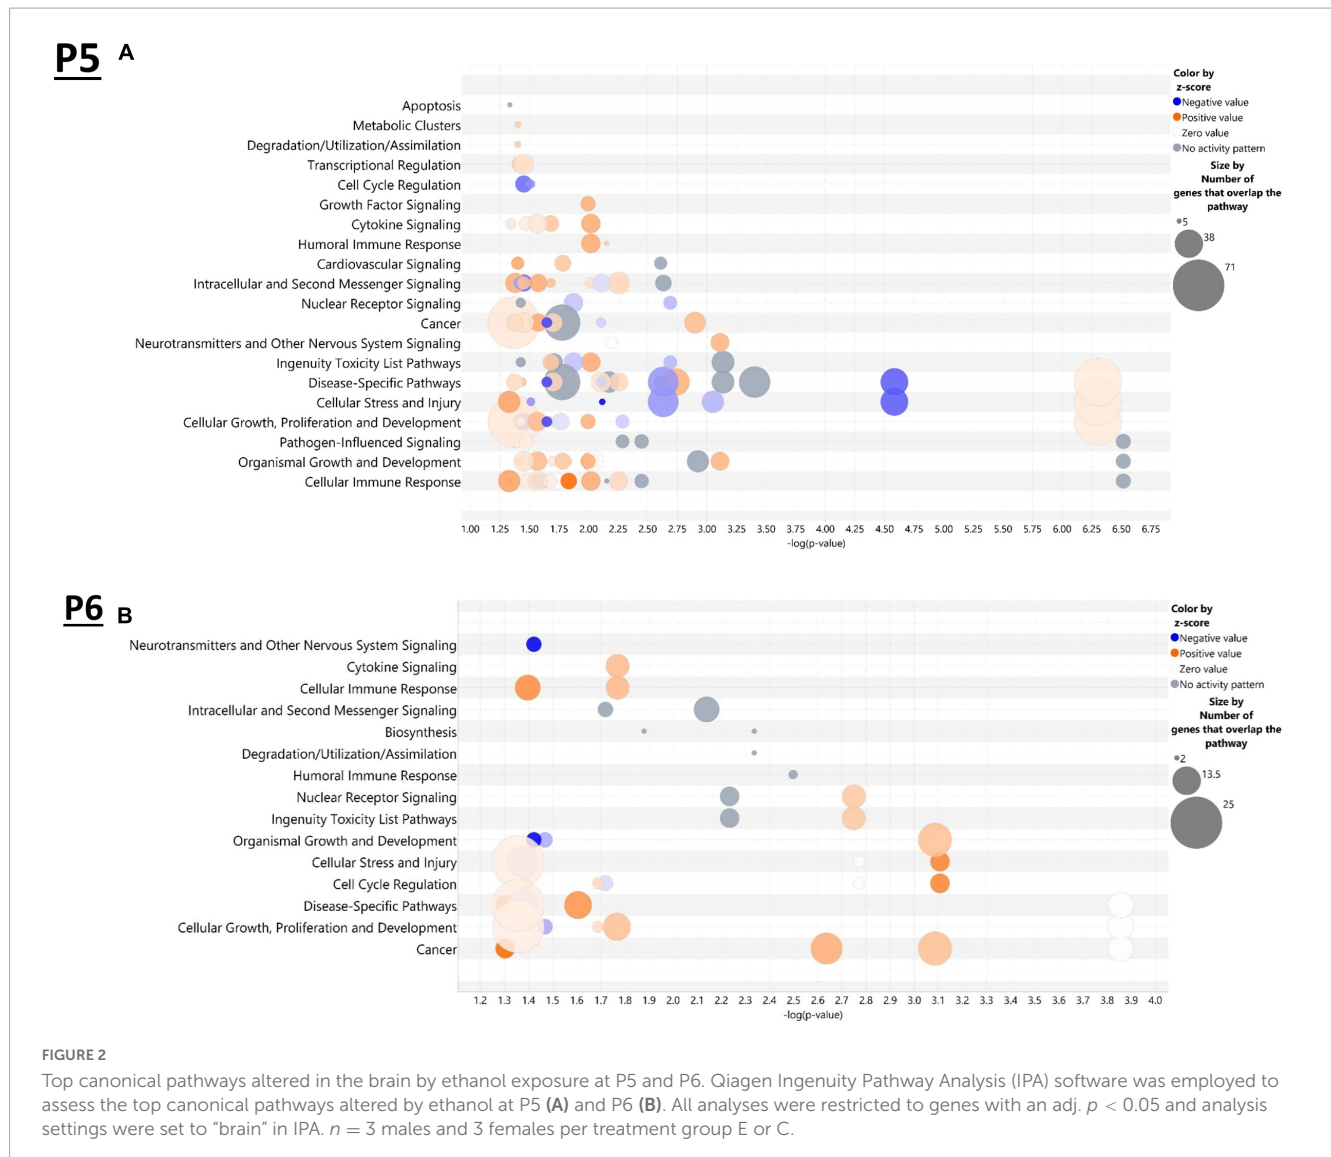 P5 A
Color by
z-score
Negative value
Positive value
Zero value
No activity pattern
Size by
Number of
genes that overlap the
pathway
5
38
71
Apoptosis
Metabolic Clusters
Degradation/Utilization/Assimilation
Transcriptional Regulation
Cell Cycle Regulation
Growth Factor Signaling
Cytokine Signaling
Humoral Immune Response
Cardiovascular Signaling
Intracellular and Second Messenger Signaling
Nuclear Receptor Signaling
Cancer
Neurotransmitters and Other Nervous System Signaling
Ingenuity Toxicity List Pathways
Disease-Specific Pathways
Cellular Stress and Injury
Cellular Growth, Proliferation and Development
Pathogen-Influenced Signaling
Organismal Growth and Development
Cellular Immune Response
1.00 1.25 1.50 1.75 2.00 2.25 2.50 2.75 3.00 3.50 3.75 4.00 4.25 4.50 4.75 5.00 5.25 5.50 5.75 6.00 6.25 6.50 6.75
-log(p-value)
P6 B
Color by
z-score
Negative value
Positive value
Zero value
No activity pattern
Size by
Number of
genes that overlap the
pathway
2
13.5
25
Neurotransmitters and Other Nervous System Signaling
Cytokine Signaling
Cellular Immune Response
Intracellular and Second Messenger Signaling
Biosynthesis
Degradation/Utilization/Assimilation
Humoral Immune Response
Nuclear Receptor Signaling
Ingenuity Toxicity List Pathways
Organismal Growth and Development
Cellular Stress and Injury
Cell Cycle Regulation
Disease-Specific Pathways
Cellular Growth, Proliferation and Development
Cancer
1.2 1.3 1.4 1.5 1.6 1.7 1.8 1.9 2.0 2.1 2.2 2.3 2.4 2.5 2.6 2.7 2.8 2.9 3.0 3.1 3.2 3.3 3.4 3.5 3.6 3.7 3.8 3.9 4.0
-log(p-value)
FIGURE 2
Top canonical pathways altered in the brain by ethanol exposure at P5 and P6. Qiagen Ingenuity Pathway Analysis (IPA) software was employed to
assess the top canonical pathways altered by ethanol at P5 (A) and P6 (B). All analyses were restricted to genes with an adj. p < 0.05 and analysis
settings were set to "brain" in IPA. n = 3 males and 3 females per treatment group E or C.